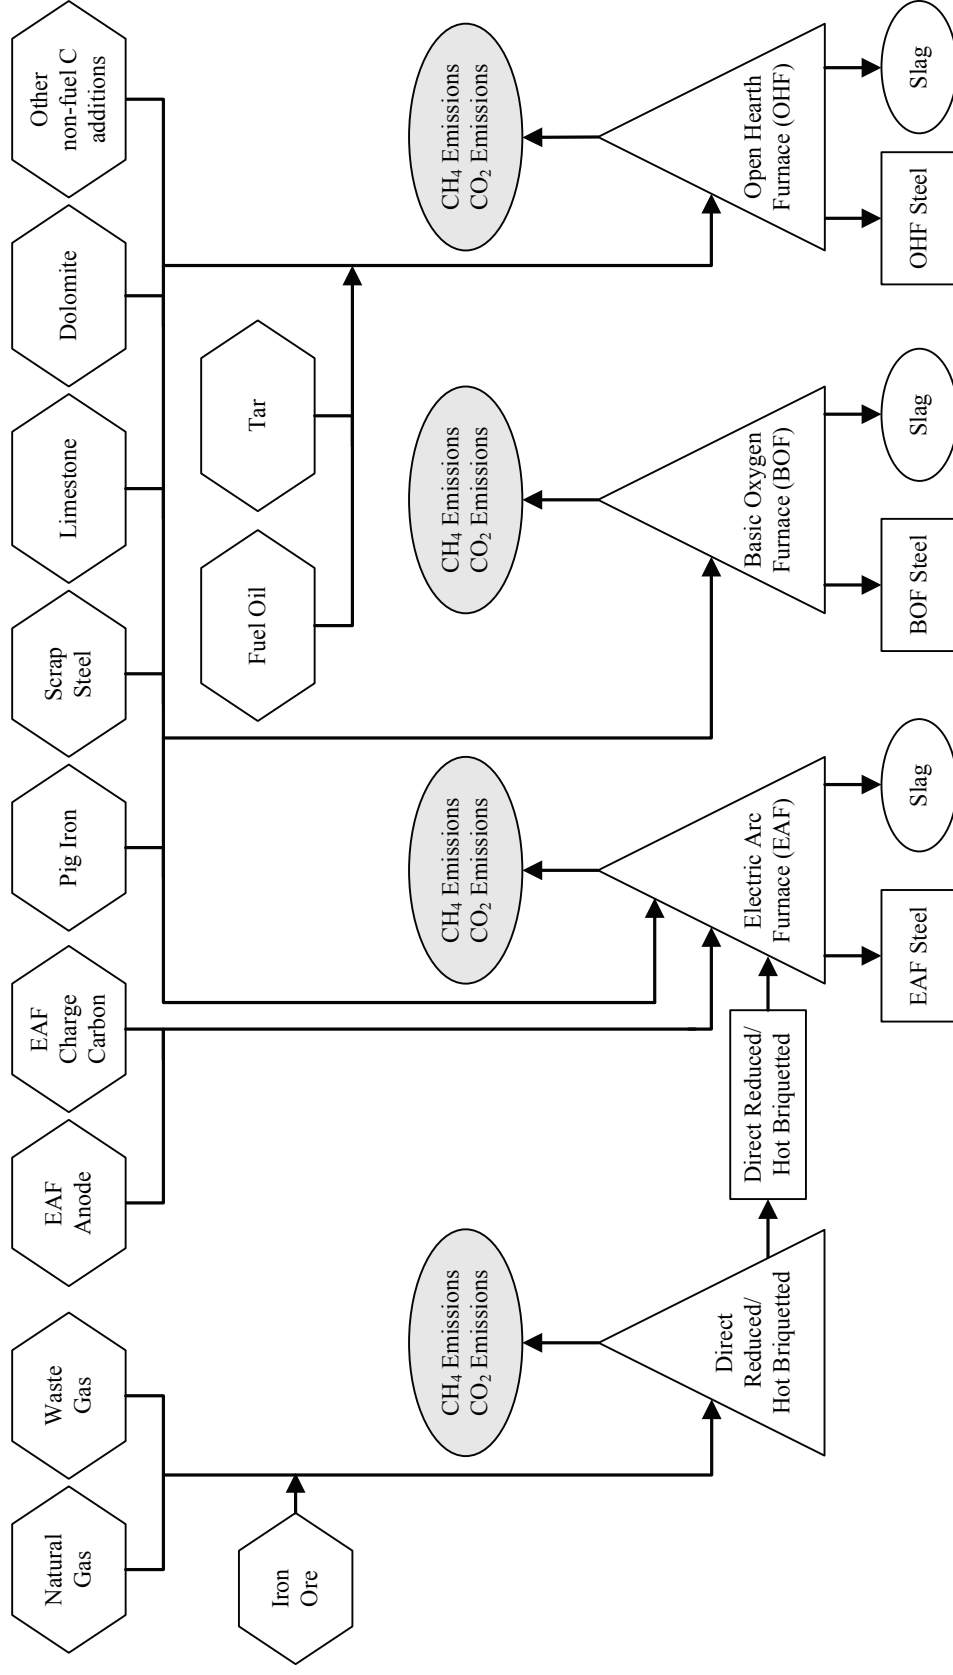 Natural
Gas
Waste
Gas
EAF
Anode
EAF
Charge
Carbon
Pig Iron
Scrap
Steel
Limestone
Dolomite
Other
non-fuel C
additions
Iron
Ore
Fuel Oil
Tar
CH₄ Emissions
CO₂ Emissions
CH₄ Emissions
CO₂ Emissions
CH₄ Emissions
CO₂ Emissions
CH₄ Emissions
CO₂ Emissions
Direct
Reduced/
Hot Briquetted
Direct Reduced/
Hot Briquetted
Electric Arc
Furnace (EAF)
Basic Oxygen
Furnace (BOF)
Open Hearth
Furnace (OHF)
EAF Steel
Slag
BOF Steel
Slag
OHF Steel
Slag